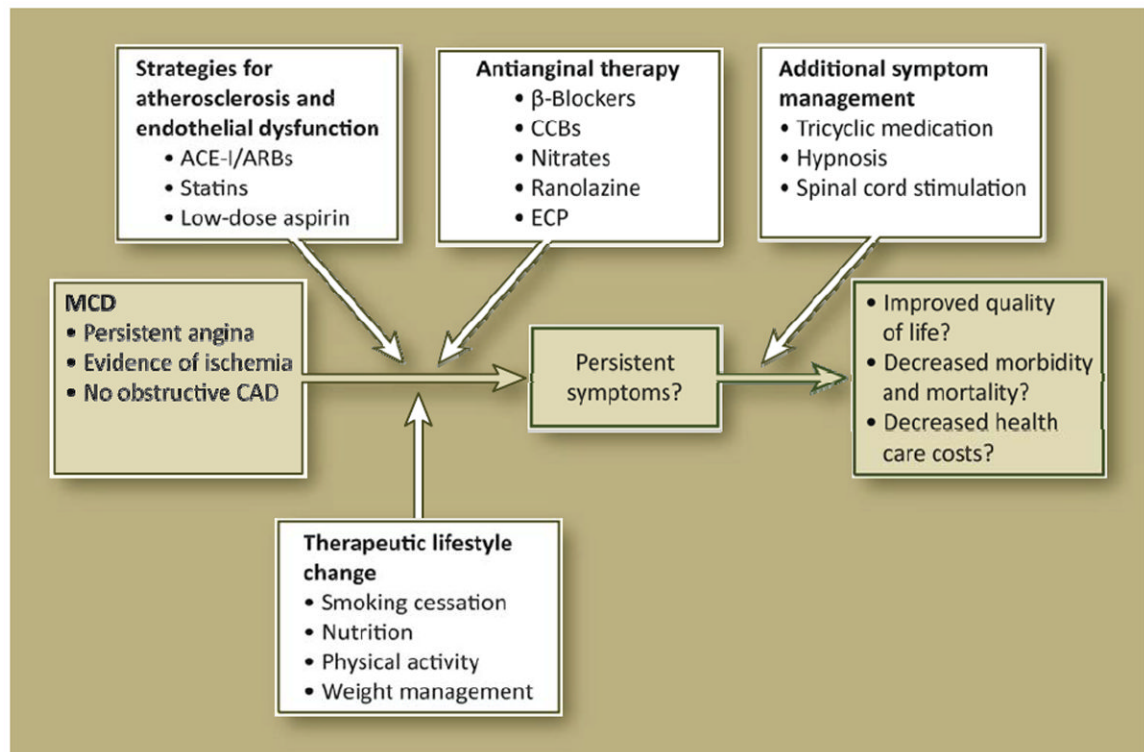 Strategies for
atherosclerosis and
endothelial dysfunction
• ACE-I/ARBs
• Statins
• Low-dose aspirin
Antianginal therapy
• β-Blockers
• CCBs
• Nitrates
• Ranolazine
• ECP
Additional symptom
management
• Tricyclic medication
• Hypnosis
• Spinal cord stimulation
MCD
• Persistent angina
• Evidence of ischemia
• No obstructive CAD
Persistent
symptoms?
• Improved quality
of life?
• Decreased morbidity
and mortality?
• Decreased health
care costs?
Therapeutic lifestyle
change
• Smoking cessation
• Nutrition
• Physical activity
• Weight management